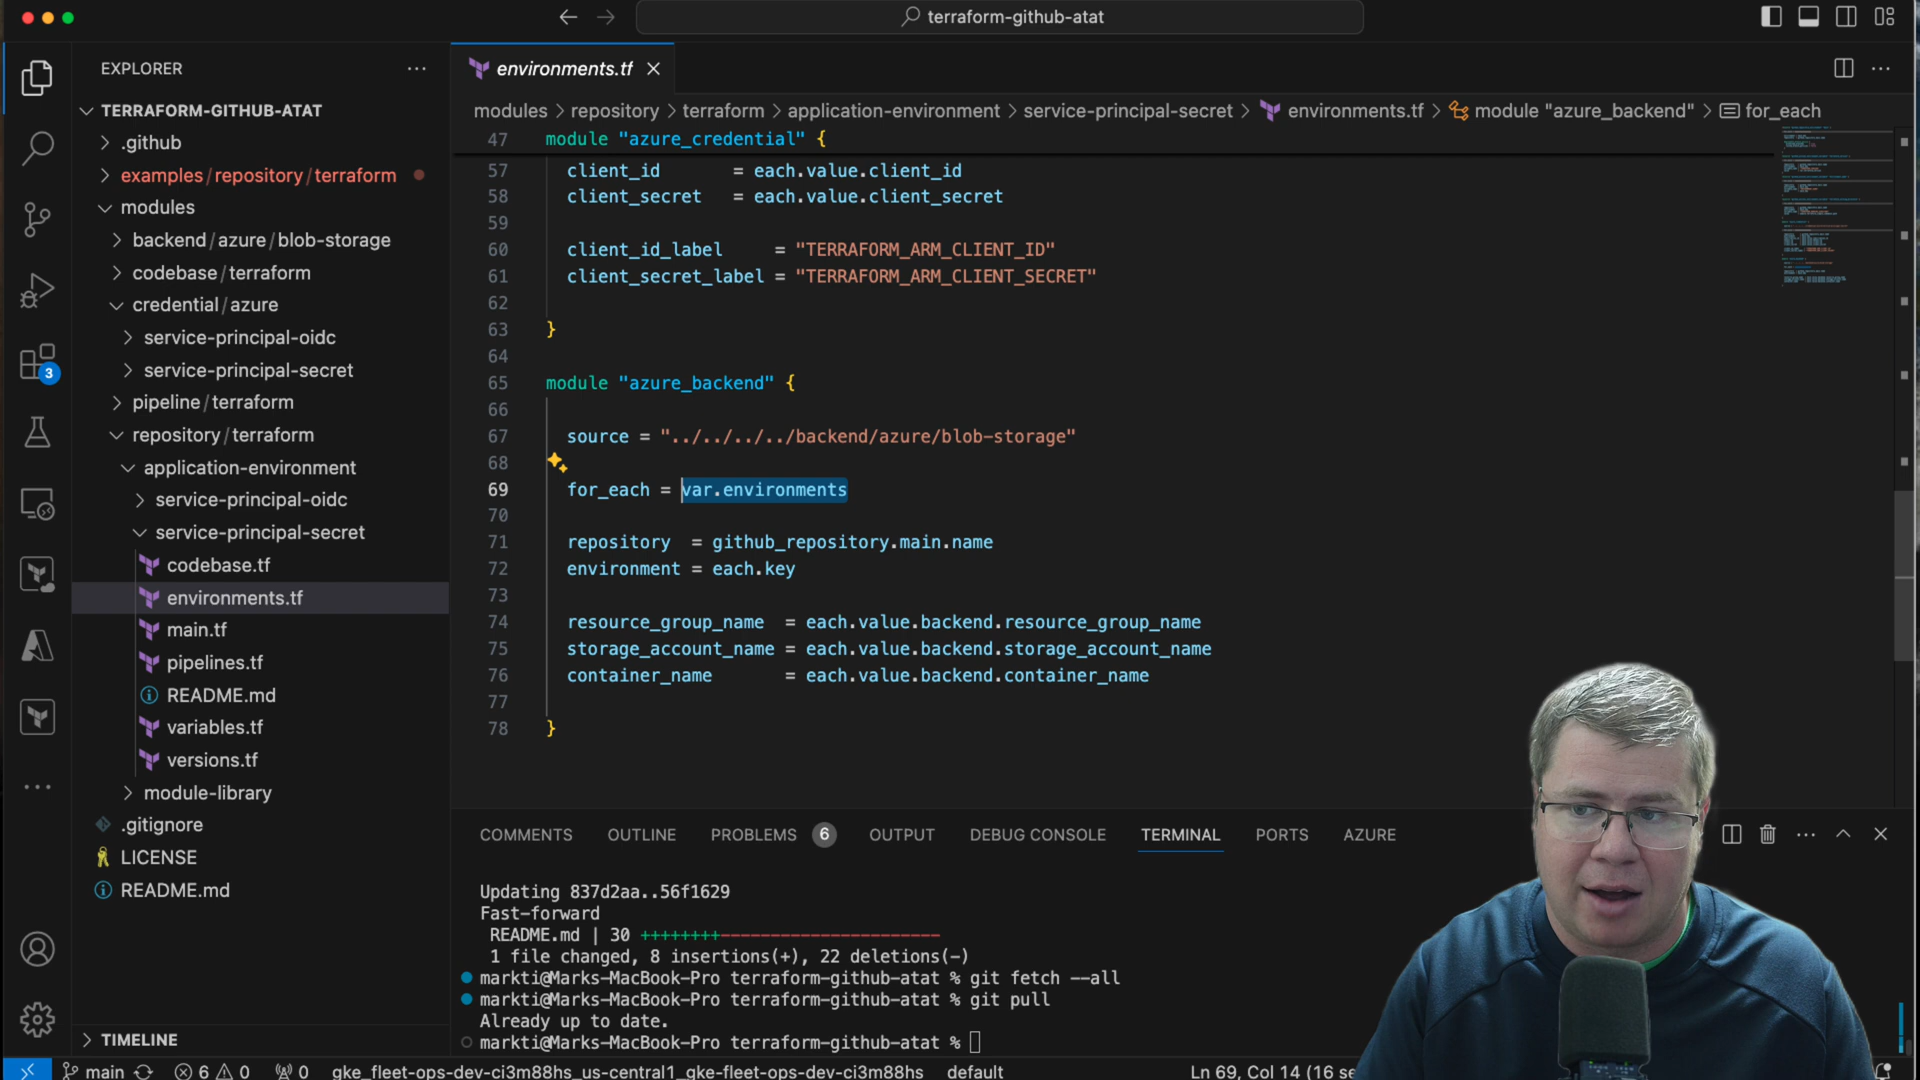 terraform-github-atat
EXPLORER
TERRAFORM-GITHUB-ATAT
.github
examples/repository/terraform
modules
backend/azure/blob-storage
codebase/terraform
credential/azure
service-principal-oidc
service-principal-secret
pipeline/terraform
repository/terraform
application-environment
service-principal-oidc
service-principal-secret
codebase.tf
environments.tf
main.tf
pipelines.tf
README.md
variables.tf
versions.tf
module-library
.gitignore
LICENSE
README.md
TIMELINE
3
environments.tf
modules > repository > terraform > application-environment > service-principal-secret > environments.tf > module "azure_backend" > for_each
47 module "azure_credential" {
57 client_id = each.value.client_id
58 client_secret = each.value.client_secret
59
60 client_id_label = "TERRAFORM_ARM_CLIENT_ID"
61 client_secret_label = "TERRAFORM_ARM_CLIENT_SECRET"
62
63 }
64
65 module "azure_backend" {
66
67 source = "../../../../backend/azure/blob-storage"
68
69 for_each = var.environments
70
71 repository = github_repository.main.name
72 environment = each.key
73
74 resource_group_name = each.value.backend.resource_group_name
75 storage_account_name = each.value.backend.storage_account_name
76 container_name = each.value.backend.container_name
77
78 }
COMMENTS OUTLINE PROBLEMS 6 OUTPUT DEBUG CONSOLE TERMINAL PORTS AZURE
Updating 837d2aa..56f1629
Fast-forward
README.md | 30 ++++++++----------------------
1 file changed, 8 insertions(+), 22 deletions(-)
markti@Marks-MacBook-Pro terraform-github-atat % git fetch --all
markti@Marks-MacBook-Pro terraform-github-atat % git pull
Already up to date.
markti@Marks-MacBook-Pro terraform-github-atat %
main 6 0 0 gke_fleet-ops-dev-ci3m88hs_us-central1_gke-fleet-ops-dev-ci3m88hs default Ln 69, Col 14 (16